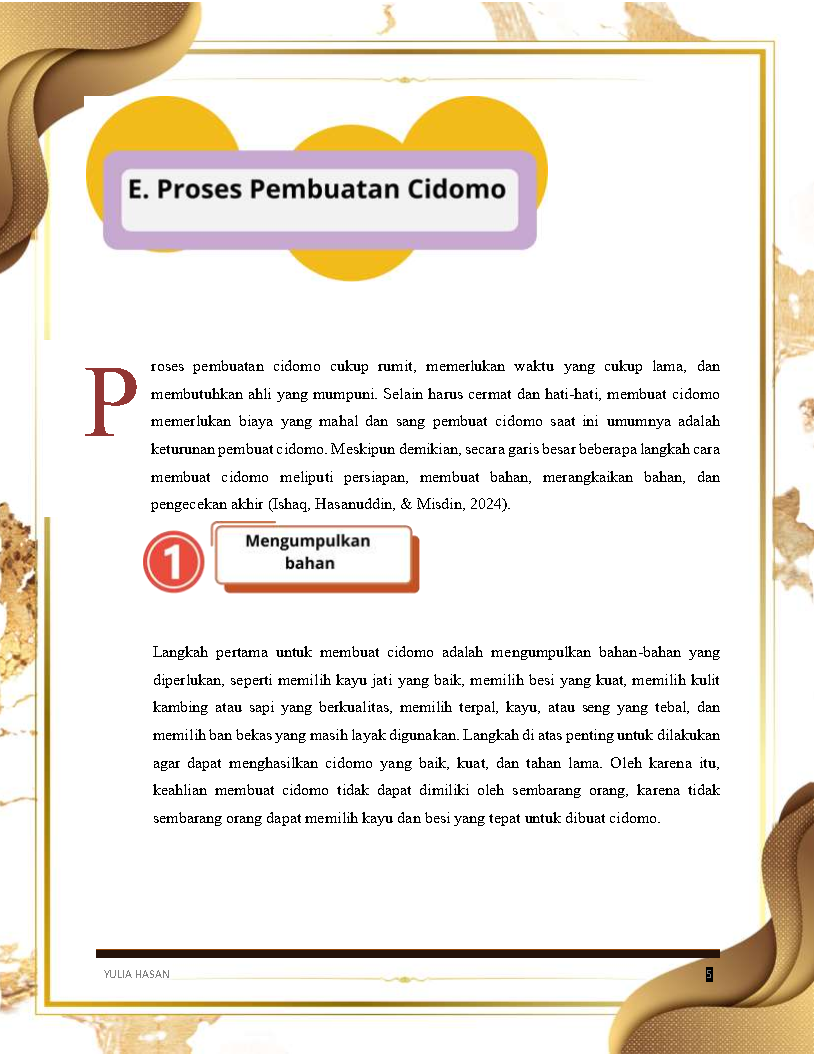 E. Proses Pembuatan Cidomo
Proses pembuatan cidomo cukup rumit, memerlukan waktu yang cukup lama, dan
membutuhkan ahli yang mumpuni. Selain harus cermat dan hati-hati, membuat cidomo
memerlukan biaya yang mahal dan sang pembuat cidomo saat ini umumnya adalah
keturunan pembuat cidomo. Meskipun demikian, secara garis besar beberapa langkah cara
membuat cidomo meliputi persiapan, membuat bahan, merangkaikan bahan, dan
pengecekan akhir (Ishaq, Hasanuddin, & Misdin, 2024).
1
Mengumpulkan
bahan
Langkah pertama untuk membuat cidomo adalah mengumpulkan bahan-bahan yang
diperlukan, seperti memilih kayu jati yang baik, memilih besi yang kuat, memilih kulit
kambing atau sapi yang berkualitas, memilih terpal, kayu, atau seng yang tebal, dan
memilih ban bekas yang masih layak digunakan. Langkah di atas penting untuk dilakukan
agar dapat menghasilkan cidomo yang baik, kuat, dan tahan lama. Oleh karena itu,
keahlian membuat cidomo tidak dapat dimiliki oleh sembarang orang, karena tidak
sembarang orang dapat memilih kayu dan besi yang tepat untuk dibuat cidomo.
YULIA HASAN
5